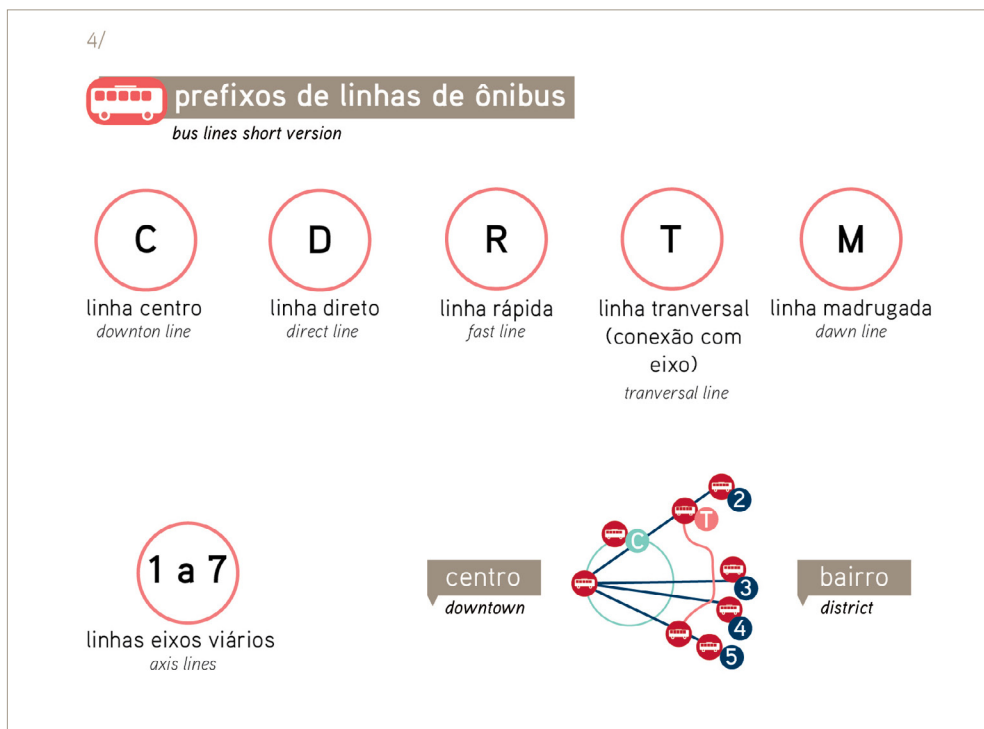 4/
prefixos de linhas de ônibus
bus lines short version
C
D
R
T
M
linha centro
downton line
linha direto
direct line
linha rápida
fast line
linha tranversal
(conexão com
eixo)
tranversal line
linha madrugada
dawn line
1 a 7
linhas eixos viários
axis lines
centro
downtown
2
T
C
3
4
5
bairro
district